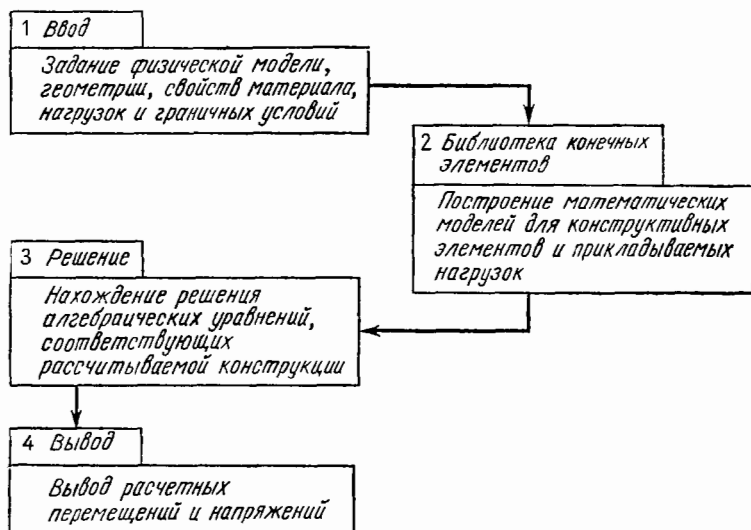 1 Ввод
Задание физической модели,
геометрии, свойств материала,
нагрузок и граничных условий
2 Библиотека конечных
элементов
Построение математических
моделей для конструктивных
элементов и прикладываемых
нагрузок
3 Решение
Нахождение решения
алгебраических уравнений,
соответствующих
рассчитываемой конструкции
4 Вывод
Вывод расчетных
перемещений и напряжений